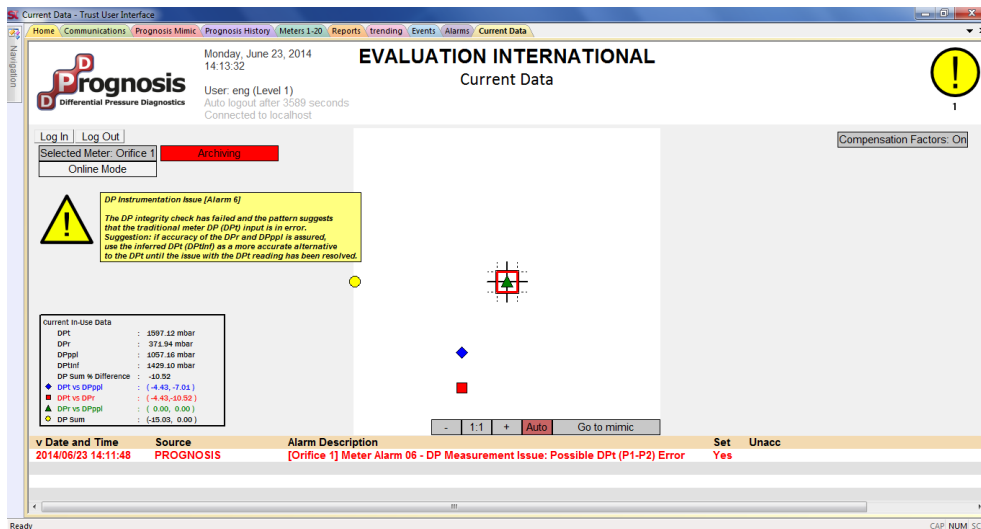 Current Data - Trust User Interface
Home Communications Prognosis Mimic Prognosis History Meters 1-20 Reports trending Events Alarms Current Data
Navigation
Prognosis
D
D
Differential Pressure Diagnostics
Monday, June 23, 2014
14:13:32
User: eng (Level 1)
Auto logout after 3589 seconds
Connected to localhost
EVALUATION INTERNATIONAL
Current Data
!
1
Log In Log Out
Selected Meter: Orifice 1 Archiving
Online Mode
Compensation Factors: On
!
DP Instrumentation Issue [Alarm 6]
The DP integrity check has failed and the pattern suggests
that the traditional meter DP (DPt) input is in error.
Suggestion: if accuracy of the DPr and DPppl is assured,
use the inferred DPt (DPtInf) as a more accurate alternative
to the DPt until the issue with the DPt reading has been resolved.
Current In-Use Data
DPt : 1597.12 mbar
DPr : 371.94 mbar
DPppl : 1057.16 mbar
DPtInf : 1429.10 mbar
DP Sum % Difference : -10.52
DPt vs DPppl : (-4.43, -7.01 )
DPt vs DPr : (-4.43,-10.52 )
DPr vs DPppl : ( 0.00, 0.00 )
DP Sum : (-15.03, 0.00 )
- 1:1 + Auto Go to mimic
v Date and Time Source Alarm Description Set Unacc
2014/06/23 14:11:48 PROGNOSIS [Orifice 1] Meter Alarm 06 - DP Measurement Issue: Possible DPt (P1-P2) Error Yes
Ready CAP NUM SC